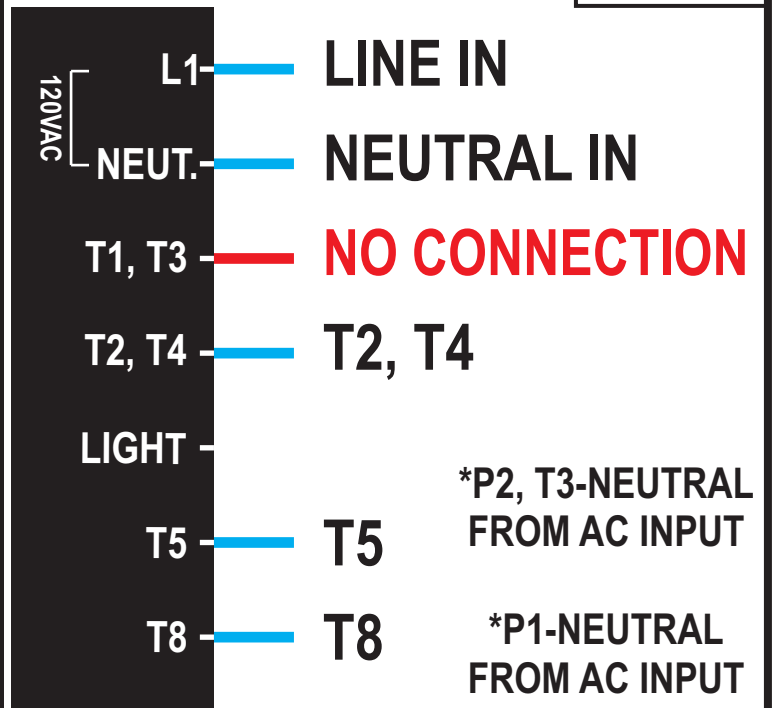 L1
LINE IN
120VAC
NEUT.
NEUTRAL IN
T1, T3
NO CONNECTION
T2, T4
T2, T4
LIGHT
*P2, T3-NEUTRAL
FROM AC INPUT
T5
T5
T8
T8
*P1-NEUTRAL
FROM AC INPUT